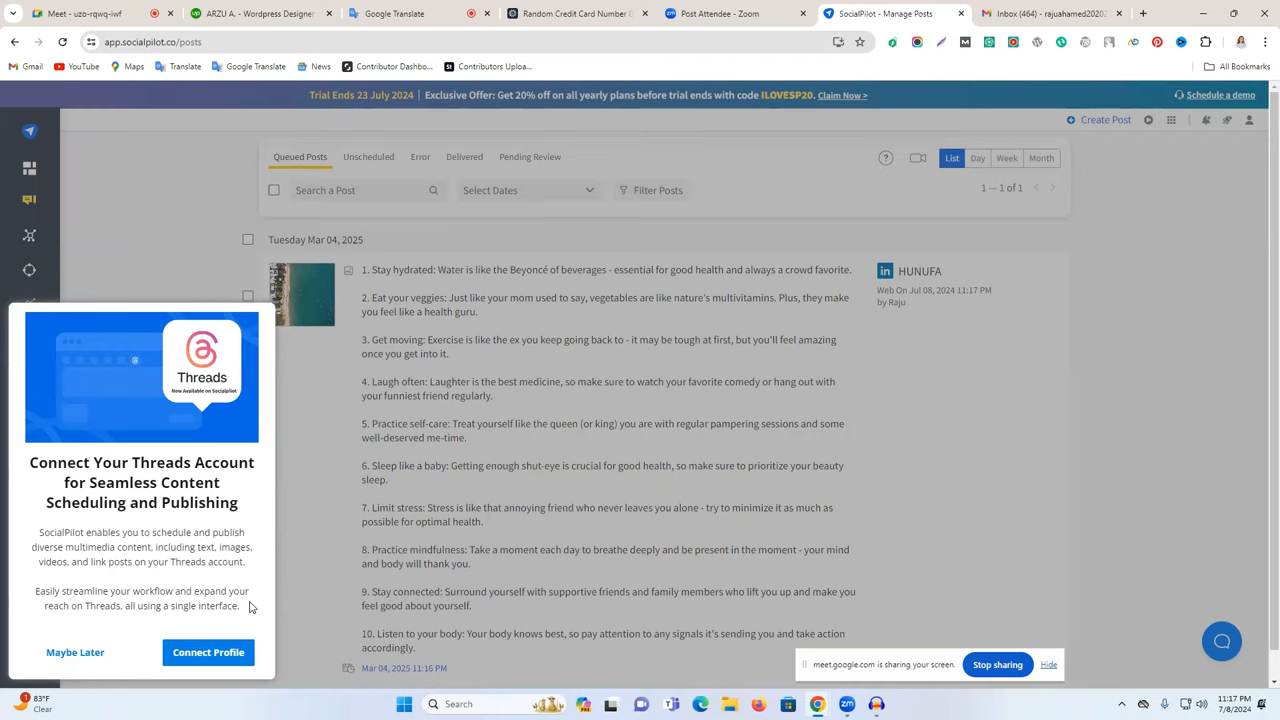 Meet - rqw-qwiq-ewf
ARZU A. - Wordpress Designer
Google Translate
Random Credit Card Number G
Post Attendee - Zoom
SocialPilot - Manage Posts
Inbox (464) - rajuahamed2020
app.socialpilot.co/posts
Gmail
YouTube
Maps
Translate
Google Translate
News
Contributor Dashbo...
Contributors Uploa...
All Bookmarks
Trial Ends 23 July 2024 | Exclusive Offer: Get 20% off on all yearly plans before trial ends with code ILOVESP20. Claim Now >
Schedule a demo
Create Post
Queued Posts
Unscheduled
Error
Delivered
Pending Review
List
Day
Week
Month
Search a Post
Select Dates
Filter Posts
1 — 1 of 1
Tuesday Mar 04, 2025
1. Stay hydrated: Water is like the Beyoncé of beverages - essential for good health and always a crowd favorite.
2. Eat your veggies: Just like your mom used to say, vegetables are like nature's multivitamins. Plus, they make
you feel like a health guru.
3. Get moving: Exercise is like the ex you keep going back to - it may be tough at first, but you'll feel amazing
once you get into it.
4. Laugh often: Laughter is the best medicine, so make sure to watch your favorite comedy or hang out with
your funniest friend regularly.
5. Practice self-care: Treat yourself like the queen (or king) you are with regular pampering sessions and some
well-deserved me-time.
6. Sleep like a baby: Getting enough shut-eye is crucial for good health, so make sure to prioritize your beauty
sleep.
7. Limit stress: Stress is like that annoying friend who never leaves you alone - try to minimize it as much as
possible for optimal health.
8. Practice mindfulness: Take a moment each day to breathe deeply and be present in the moment - your mind
and body will thank you.
9. Stay connected: Surround yourself with supportive friends and family members who lift you up and make you
feel good about yourself.
10. Listen to your body: Your body knows best, so pay attention to any signals it's sending you and take action
accordingly.
Mar 04, 2025 11:16 PM
HUNUFA
Web On Jul 08, 2024 11:17 PM
by Raju
Threads
Now Available on Socialpilot
Connect Your Threads Account
for Seamless Content
Scheduling and Publishing
SocialPilot enables you to schedule and publish
diverse multimedia content, including text, images,
videos, and link posts on your Threads account.
Easily streamline your workflow and expand your
reach on Threads, all using a single interface.
Maybe Later
Connect Profile
meet.google.com is sharing your screen.
Stop sharing
Hide
1
83°F
Clear
Search
11:17 PM
7/8/2024